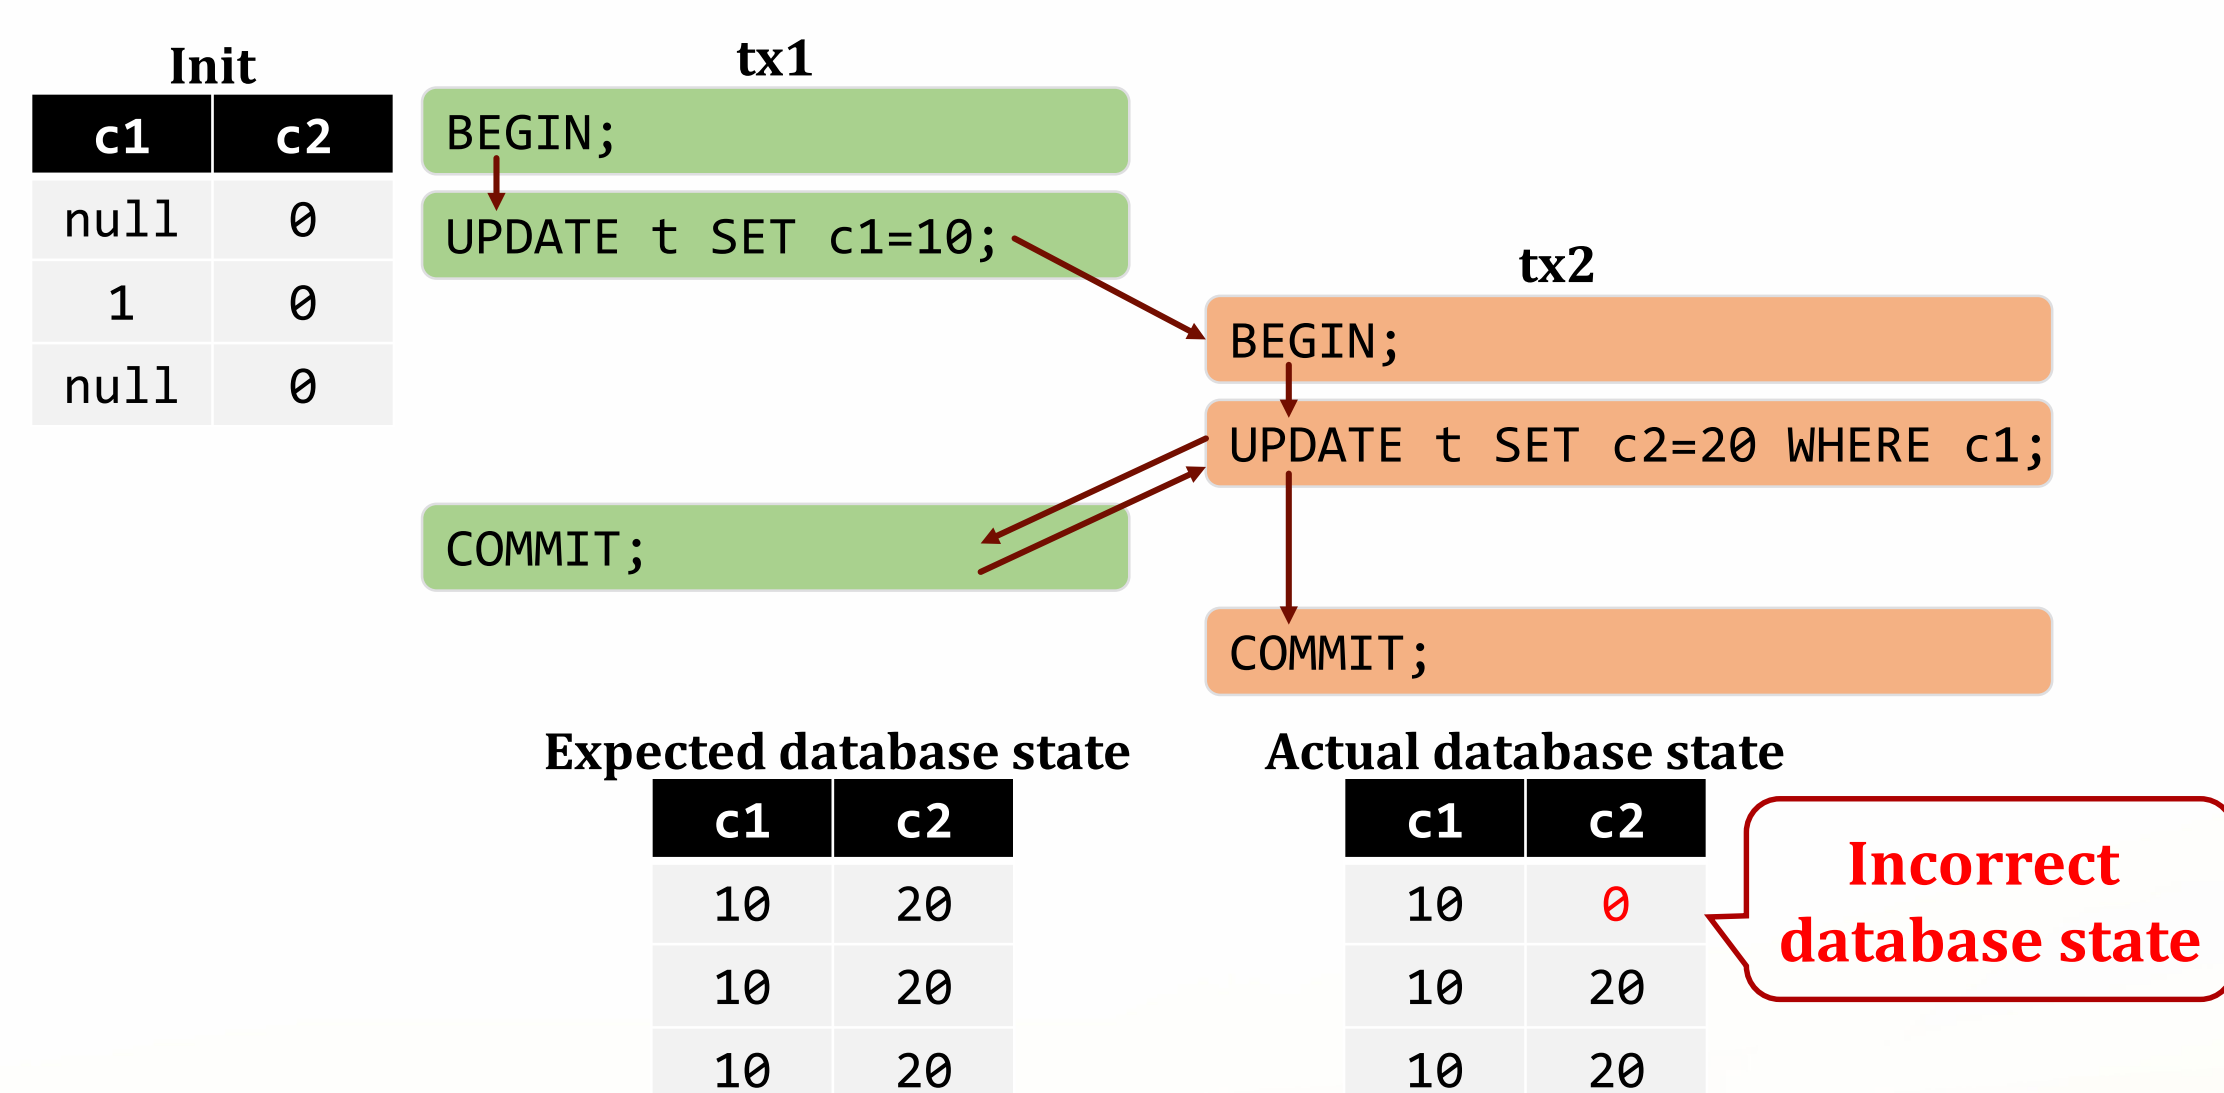 Init
c1 c2
null 0
1 0
null 0
tx1
BEGIN;
UPDATE t SET c1=10;
tx2
BEGIN;
UPDATE t SET c2=20 WHERE c1;
COMMIT;
COMMIT;
Expected database state
c1 c2
10 20
10 20
10 20
Actual database state
c1 c2
10 0
10 20
10 20
Incorrect
database state